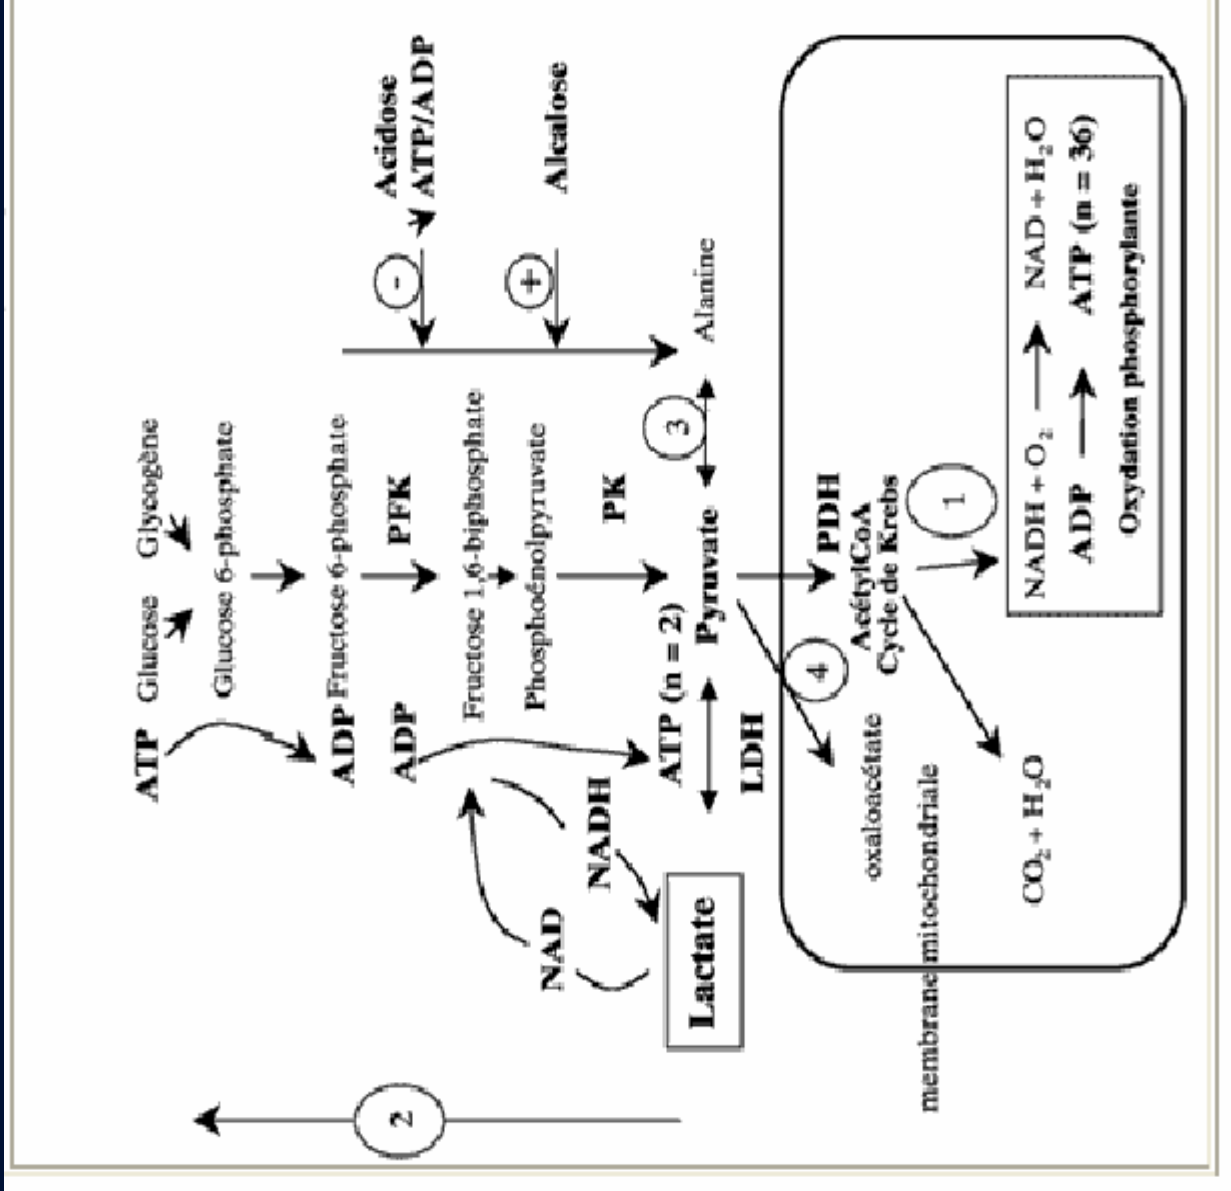 ATP Glucose Glycogène
Glucose 6-phosphate
ADP Fructose 6-phosphate
Acidose
2 ADP PFK -
ATP/ADP
Fructose 1,6-biphosphate
Phosphoénolpyruvate +
NAD Alcalose
NADH PK
ATP (n = 2) 3
Lactate Pyruvate Alanine
LDH
4 PDH
AcétylCoA
oxaloacétate
Cycle de Krebs
membrane mitochondriale
1
CO₂ + H₂O NADH + O₂ NAD + H₂O
ADP ATP (n = 36)
Oxydation phosphorylante